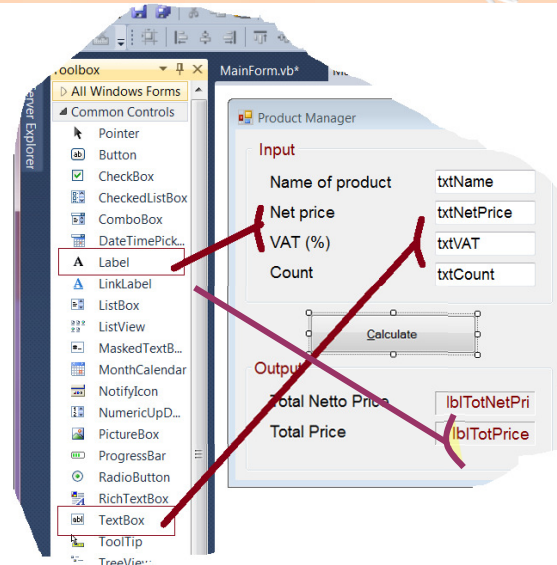 Toolbox
Server Explorer
All Windows Forms
Common Controls
Pointer
Button
CheckBox
CheckedListBox
ComboBox
DateTimePick...
Label
LinkLabel
ListBox
ListView
MaskedTextB...
MonthCalendar
NotifyIcon
NumericUpD...
PictureBox
ProgressBar
RadioButton
RichTextBox
TextBox
ToolTip
TreeView
MainForm.vb*
Product Manager
Input
Name of product txtName
Net price txtNetPrice
VAT (%) txtVAT
Count txtCount
Calculate
Output
Total Netto Price lblTotNetPri
Total Price lblTotPrice